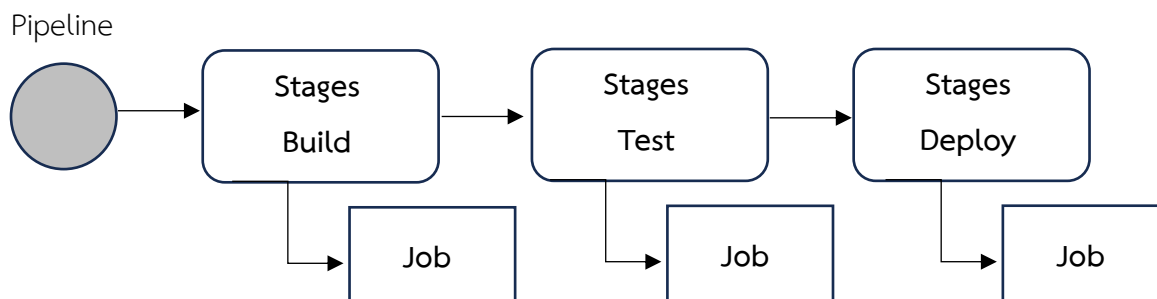 Pipeline
Stages
Build
Stages
Test
Stages
Deploy
Job
Job
Job